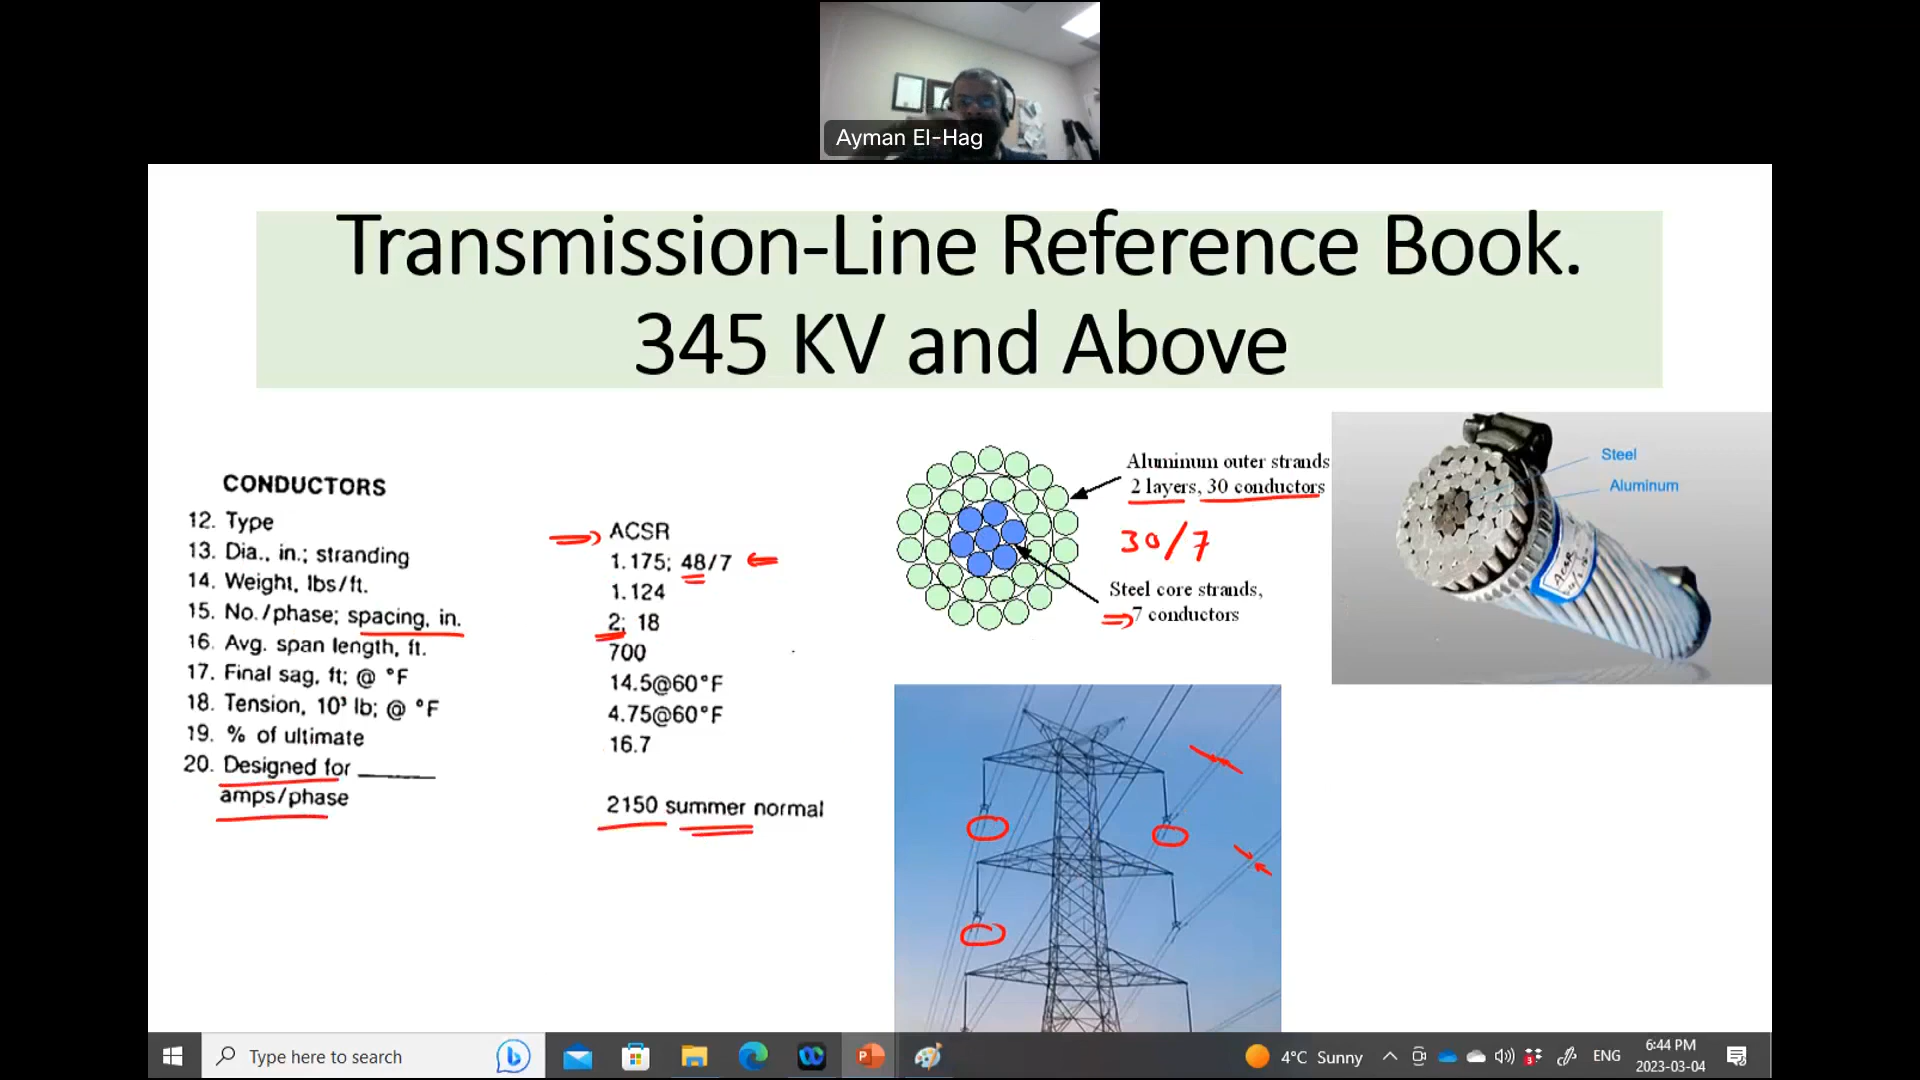 Ayman El-Hag
Transmission-Line Reference Book.
345 KV and Above
CONDUCTORS
12. Type
ACSR
13. Dia., in.; stranding
1.175; 48/7
14. Weight, lbs/ft.
1.124
15. No./phase; spacing, in.
2; 18
16. Avg. span length, ft.
700
17. Final sag, ft; @ °F
14.5@60°F
18. Tension, 10³ lb; @ °F
4.75@60°F
19. % of ultimate
16.7
20. Designed for ______
amps/phase
2150 summer normal
Aluminum outer strands
2 layers, 30 conductors
30/7
Steel core strands,
7 conductors
Steel
Aluminum
ACSR
Type here to search
4°C Sunny
ENG
6:44 PM
2023-03-04